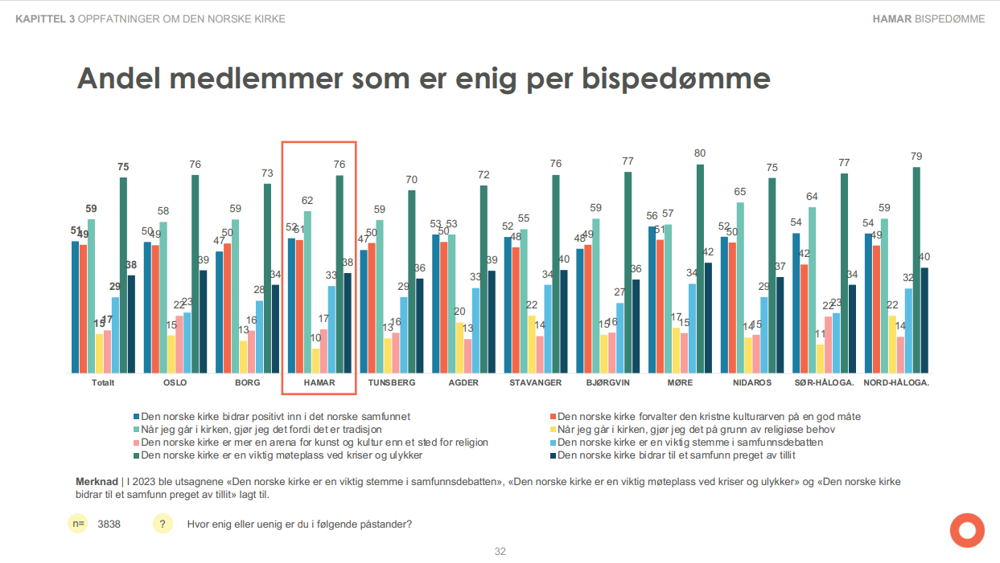 KAPITTEL 3 OPPFATNINGER OM DEN NORSKE KIRKE
HAMAR BISPEDØMME
Andel medlemmer som er enig per bispedømme
51 49 59 15 17 29 75 38
50 49 58 15 22 23 76 39
47 50 59 13 16 28 73 34
52 51 62 10 17 33 76 38
47 50 59 13 16 29 70 36
53 50 53 20 13 33 72 39
52 48 55 22 14 34 76 40
48 49 59 15 16 27 77 36
56 51 57 17 15 34 80 42
52 50 65 14 15 29 75 37
54 42 64 11 22 23 77 34
54 49 59 22 14 32 79 40
Totalt OSLO BORG HAMAR TUNSBERG AGDER STAVANGER BJØRGVIN MØRE NIDAROS SØR-HÅLOGA. NORD-HÅLOGA.
Den norske kirke bidrar positivt inn i det norske samfunnet
Den norske kirke forvalter den kristne kulturarven på en god måte
Når jeg går i kirken, gjør jeg det fordi det er tradisjon
Når jeg går i kirken, gjør jeg det på grunn av religiøse behov
Den norske kirke er mer en arena for kunst og kultur enn et sted for religion
Den norske kirke er en viktig stemme i samfunnsdebatten
Den norske kirke er en viktig møteplass ved kriser og ulykker
Den norske kirke bidrar til et samfunn preget av tillit
Merknad | I 2023 ble utsagnene «Den norske kirke er en viktig stemme i samfunnsdebatten», «Den norske kirke er en viktig møteplass ved kriser og ulykker» og «Den norske kirke
bidrar til et samfunn preget av tillit» lagt til.
n= 3838 ? Hvor enig eller uenig er du i følgende påstander?
32